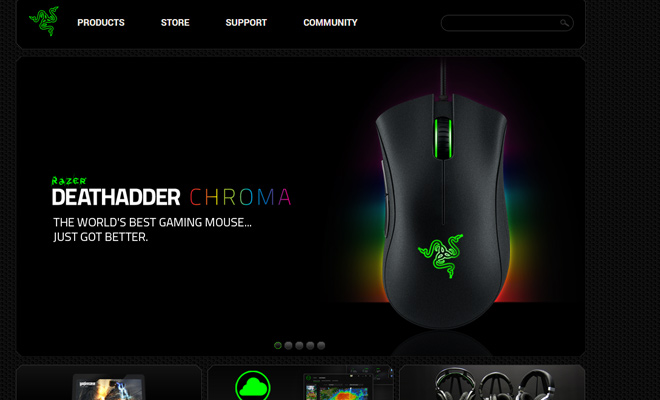 PRODUCTS STORE SUPPORT COMMUNITY
RAZER
DEATHADDER CHROMA
THE WORLD'S BEST GAMING MOUSE...
JUST GOT BETTER.